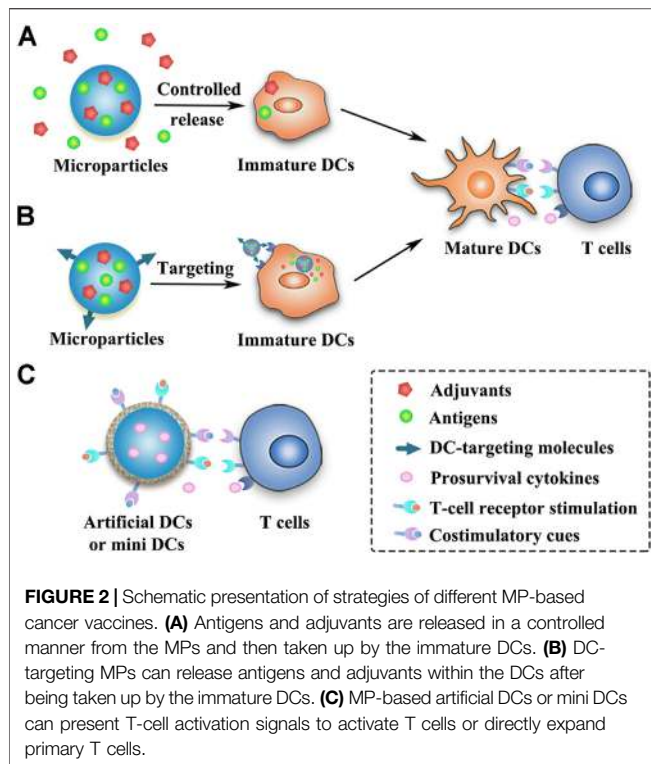 A
Controlled
release
Microparticles
Immature DCs
Mature DCs
T cells
B
Targeting
Microparticles
Immature DCs
C
Artificial DCs
or mini DCs
T cells
Adjuvants
Antigens
DC-targeting molecules
Prosurvival cytokines
T-cell receptor stimulation
Costimulatory cues
FIGURE 2 | Schematic presentation of strategies of different MP-based
cancer vaccines. (A) Antigens and adjuvants are released in a controlled
manner from the MPs and then taken up by the immature DCs. (B) DC-
targeting MPs can release antigens and adjuvants within the DCs after
being taken up by the immature DCs. (C) MP-based artificial DCs or mini DCs
can present T-cell activation signals to activate T cells or directly expand
primary T cells.